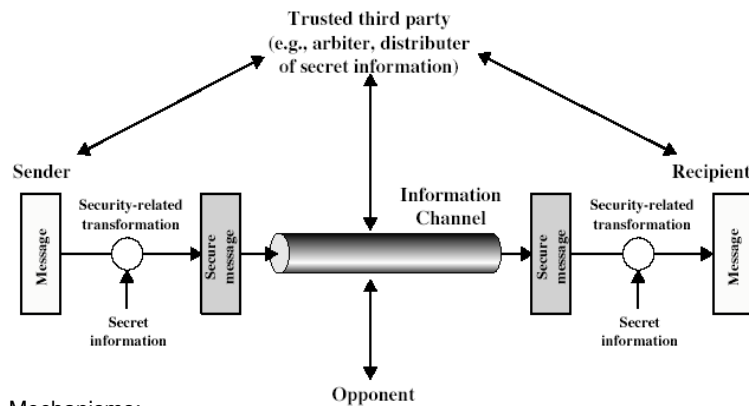 Trusted third party
(e.g., arbiter, distributer
of secret information)
Sender
Recipient
Information
Channel
Security-related
transformation
Security-related
transformation
Message
Secure
message
Secure
message
Message
Secret
information
Secret
information
Opponent